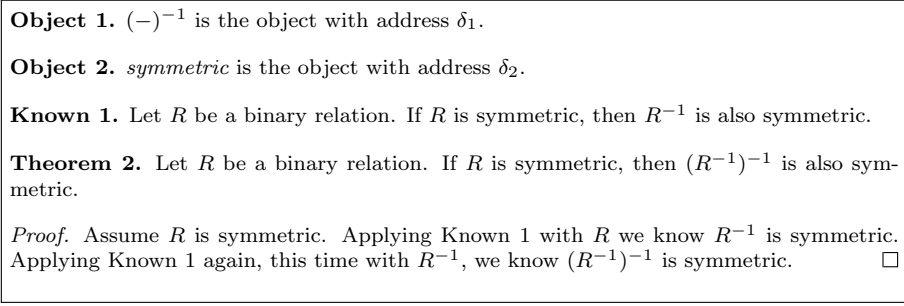 Object 1. (−)⁻¹ is the object with address δ₁.
Object 2. symmetric is the object with address δ₂.
Known 1. Let R be a binary relation. If R is symmetric, then R⁻¹ is also symmetric.
Theorem 2. Let R be a binary relation. If R is symmetric, then (R⁻¹)⁻¹ is also sym-
metric.
Proof. Assume R is symmetric. Applying Known 1 with R we know R⁻¹ is symmetric.
Applying Known 1 again, this time with R⁻¹, we know (R⁻¹)⁻¹ is symmetric. □